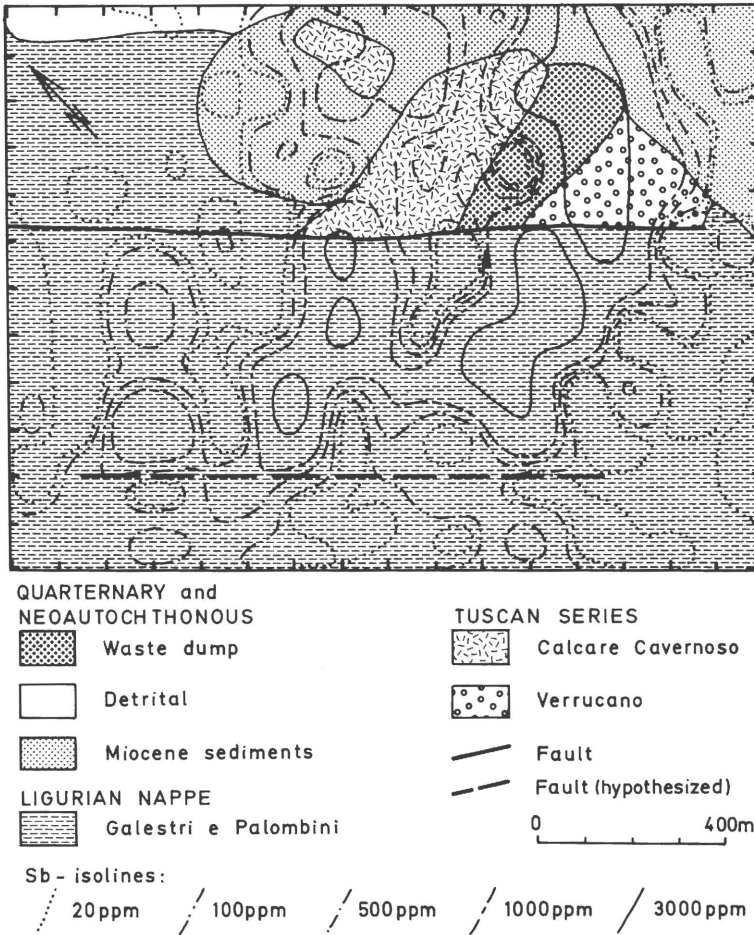 QUARTERNARY and
NEOAUTOCHTHONOUS
Waste dump
Detrital
Miocene sediments
LIGURIAN NAPPE
Galestri e Palombini
TUSCAN SERIES
Calcare Cavernoso
Verrucano
Fault
Fault (hypothesized)
0 400m
Sb - isolines:
20ppm 100ppm 500ppm 1000ppm 3000ppm